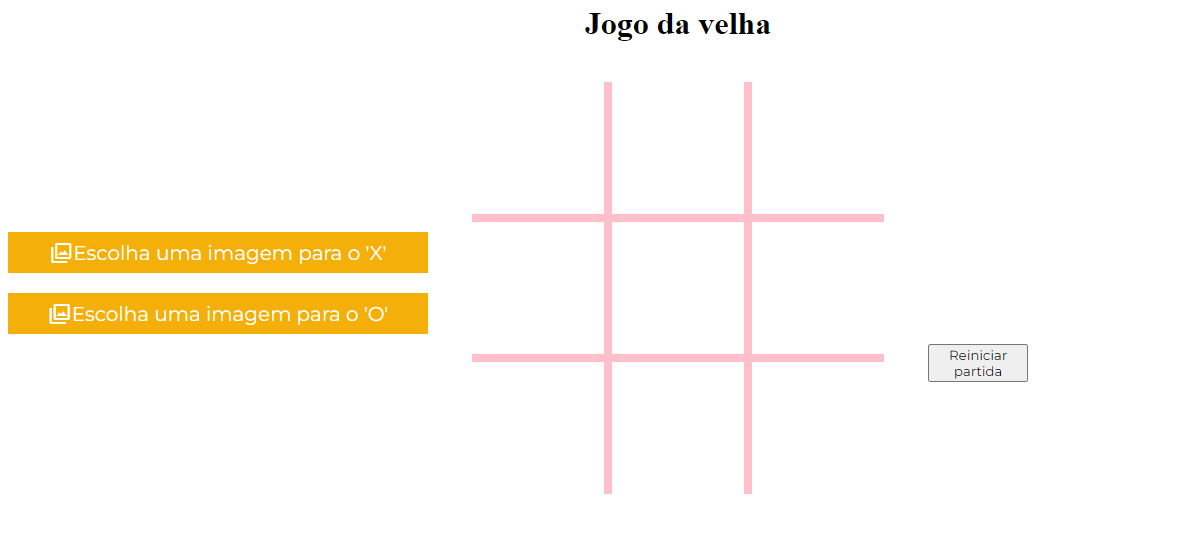 Jogo da velha
Escolha uma imagem para o 'X'
Escolha uma imagem para o 'O'
Reiniciar
partida